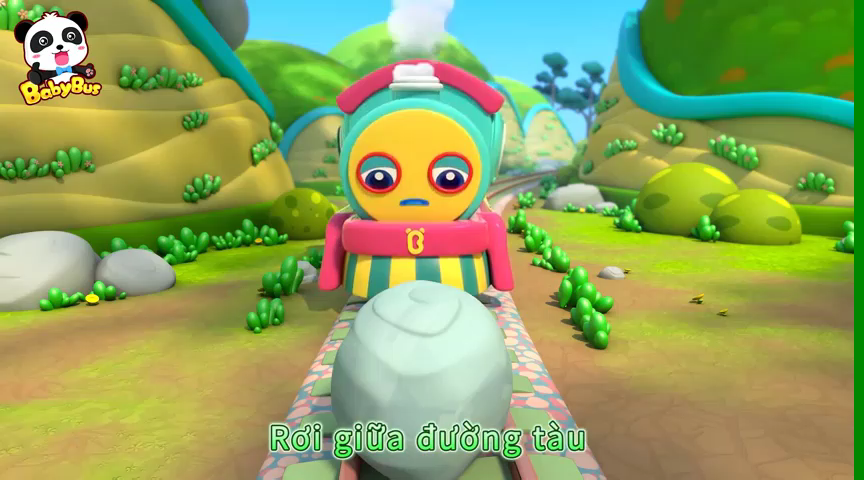 BabyBus
B
Rơi giữa đường tàu